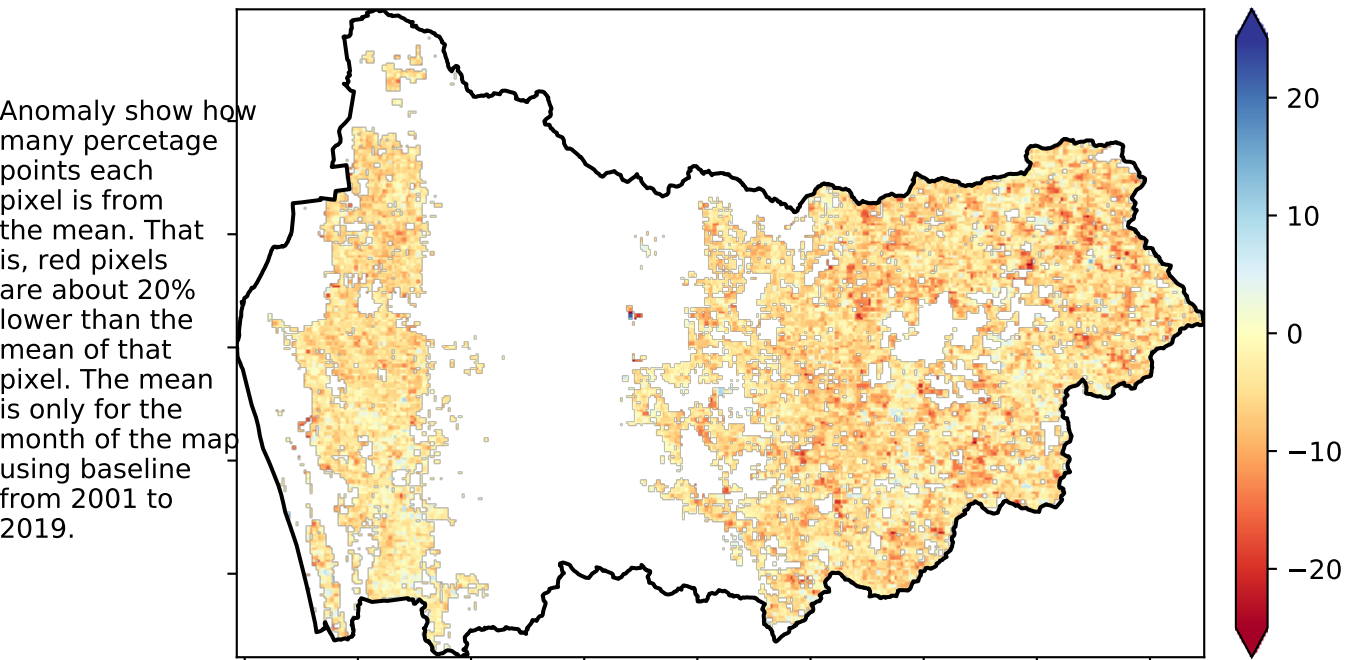 Anomaly show how
many percetage
points each
pixel is from
the mean. That
is, red pixels
are about 20%
lower than the
mean of that
pixel. The mean
is only for the
month of the map
using baseline
from 2001 to
2019.
20
10
0
−10
−20